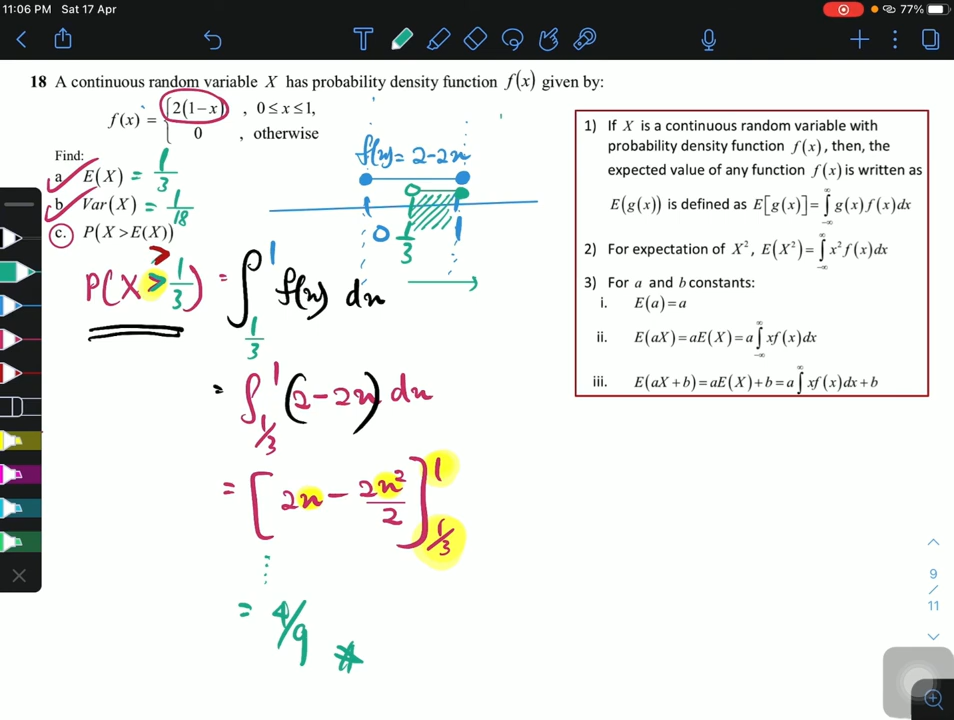 11:06 PM Sat 17 Apr
77%
T
18 A continuous random variable X has probability density function f(x) given by:
f(x) = { 2(1−x) , 0 ≤ x ≤ 1,
0 , otherwise
Find:
a. E(X) = 1/3
b. Var(X) = 1/18
c. P(X > E(X))
f(x) = 2 - 2x
0 1/3 1
>
P(X > 1/3) = ∫_{1/3}^{1} f(x) dx
= ∫_{1/3}^{1} (2 - 2x) dx
= [2x - 2x²/2]_{1/3}^{1}
⋮
= 4/9 *
1) If X is a continuous random variable with
probability density function f(x), then, the
expected value of any function f(x) is written as
E(g(x)) is defined as E[g(x)] = ∫_{-∞}^{∞} g(x) f(x) dx
2) For expectation of X², E(X²) = ∫_{-∞}^{∞} x² f(x) dx
3) For a and b constants:
i. E(a) = a
ii. E(aX) = aE(X) = a ∫_{-∞}^{∞} xf(x) dx
iii. E(aX + b) = aE(X) + b = a ∫_{-∞}^{∞} xf(x) dx + b
9
/
11